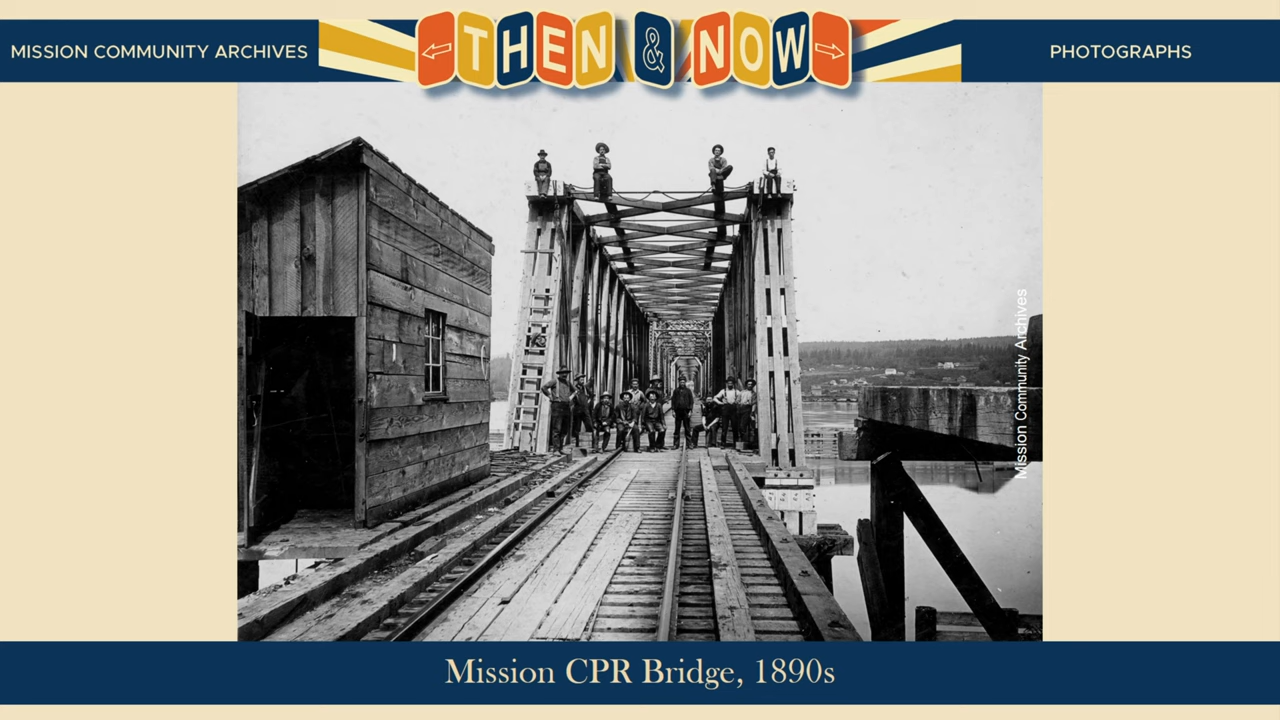 MISSION COMMUNITY ARCHIVES
THEN & NOW
PHOTOGRAPHS
Mission Community Archives
Mission CPR Bridge, 1890s